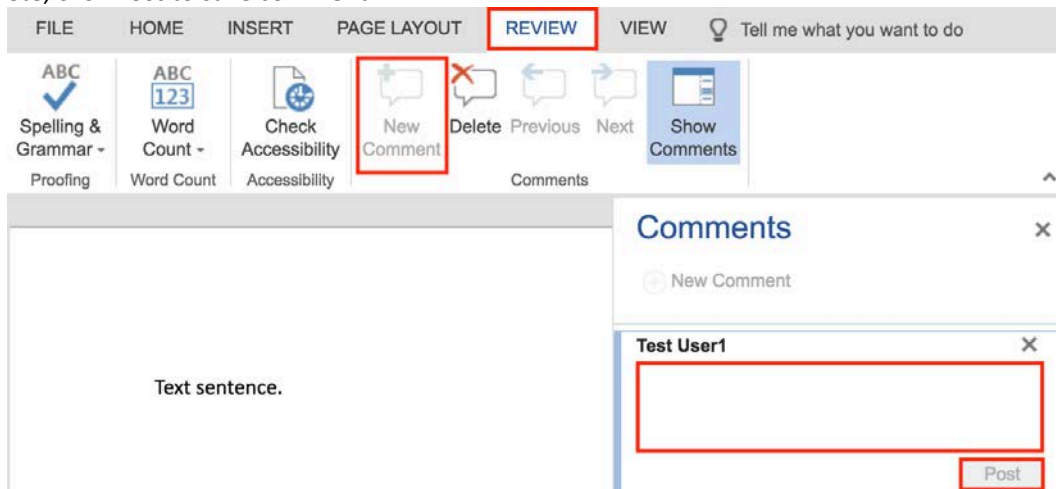 FILE HOME INSERT PAGE LAYOUT REVIEW VIEW Tell me what you want to do
ABC ABC
123
Spelling & Word Check New Delete Previous Next Show
Grammar Count Accessibility Comment Comments
Proofing Word Count Accessibility Comments
Comments
New Comment
Test User1
Text sentence.
Post